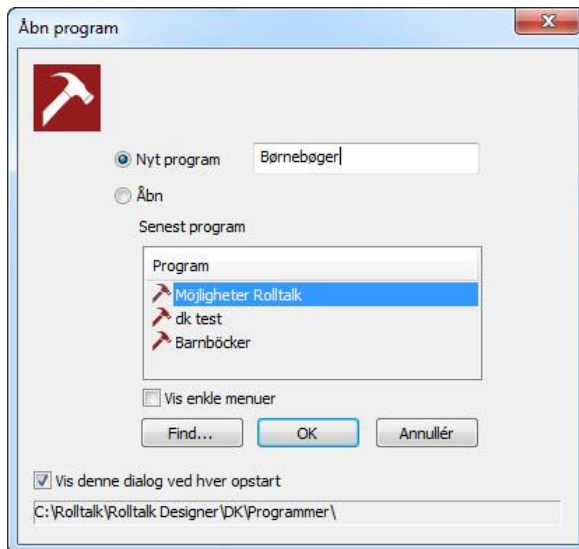 Åbn program
Nyt program Børnebøger
Åbn
Senest program
Program
Möjligheter Rolltalk
dk test
Barnböcker
Vis enkle menuer
Find... OK Annullér
Vis denne dialog ved hver opstart
C:\Rolltalk\Rolltalk Designer\DK\Programmer\